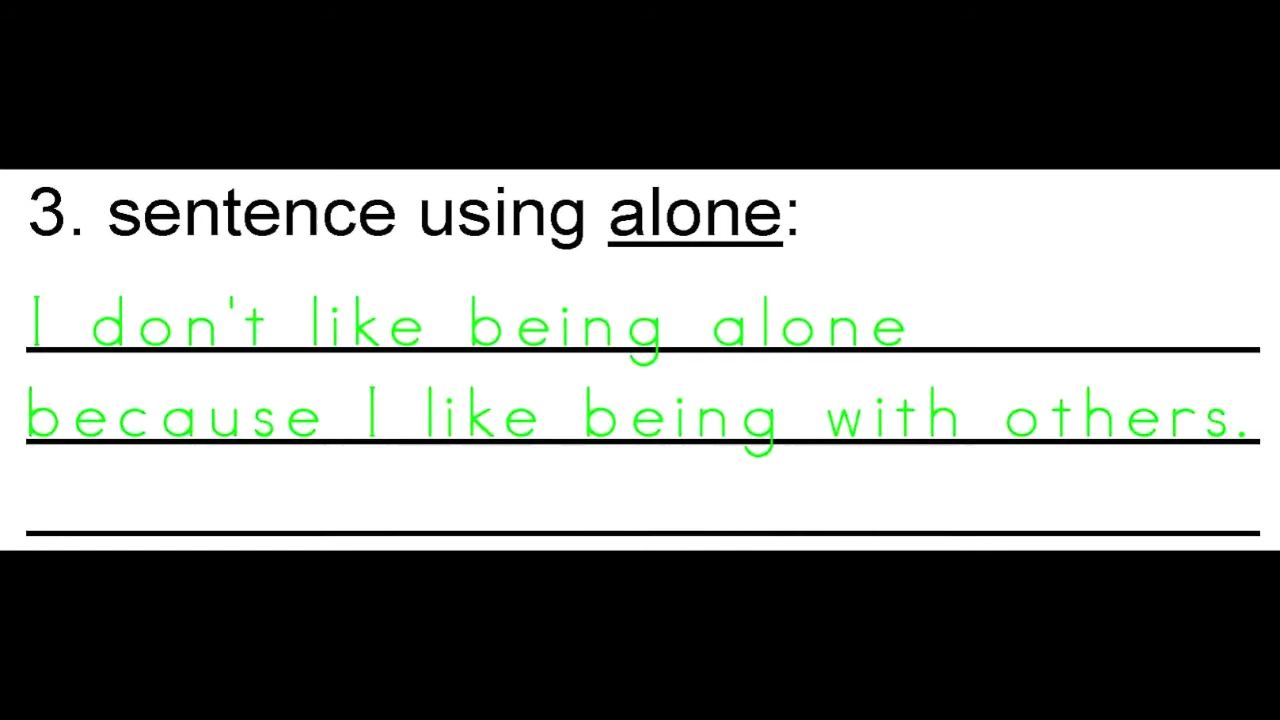 3. sentence using alone:
I don't like being alone
because I like being with others.